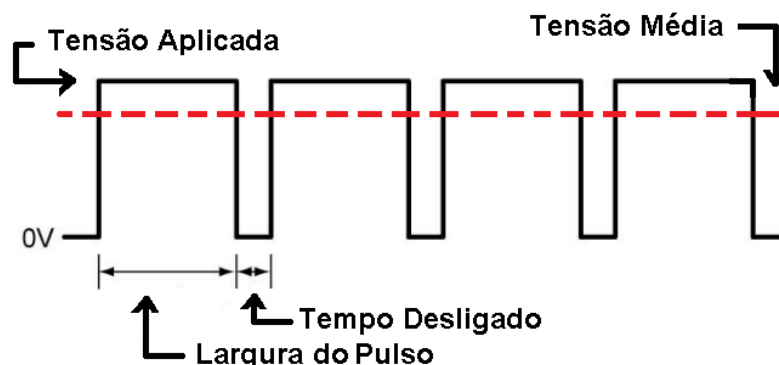 Tensão Aplicada
Tensão Média
0V
Tempo Desligado
Largura do Pulso